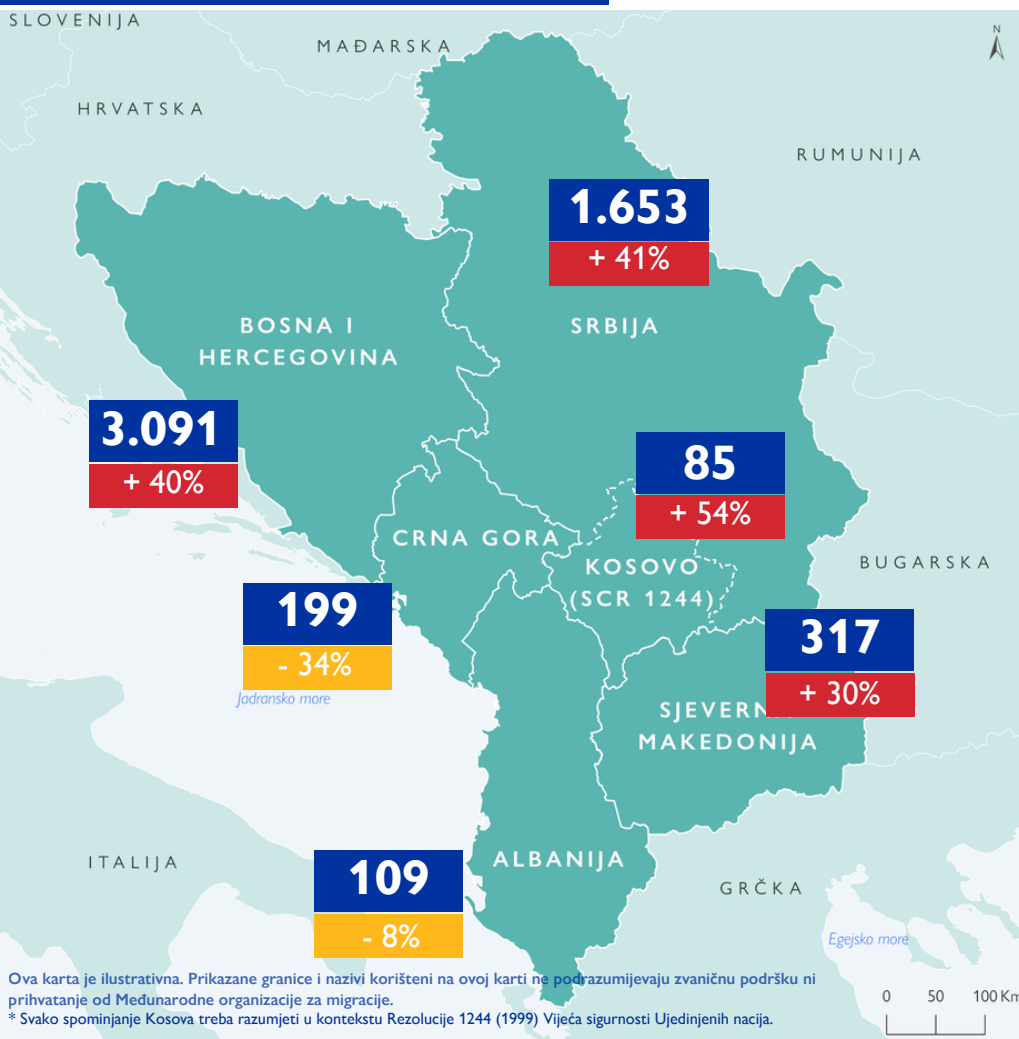 SLOVENIJA
MAĐARSKA
N
HRVATSKA
RUMUNIJA
1.653
+ 41%
BOSNA I
HERCEGOVINA
SRBIJA
3.091
+ 40%
85
+ 54%
CRNA GORA
KOSOVO
(SCR 1244)
BUGARSKA
199
- 34%
Jadransko more
317
+ 30%
SJEVERN
MAKEDONIJA
ITALIJA
109
- 8%
ALBANIJA
GRČKA
Egejsko more
Ova karta je ilustrativna. Prikazane granice i nazivi korišteni na ovoj karti ne podrazumijevaju zvaničnu podršku ni
prihvatanje od Međunarodne organizacije za migracije.
* Svako spominjanje Kosova treba razumjeti u kontekstu Rezolucije 1244 (1999) Vijeća sigurnosti Ujedinjenih nacija.
0 50 100 Km